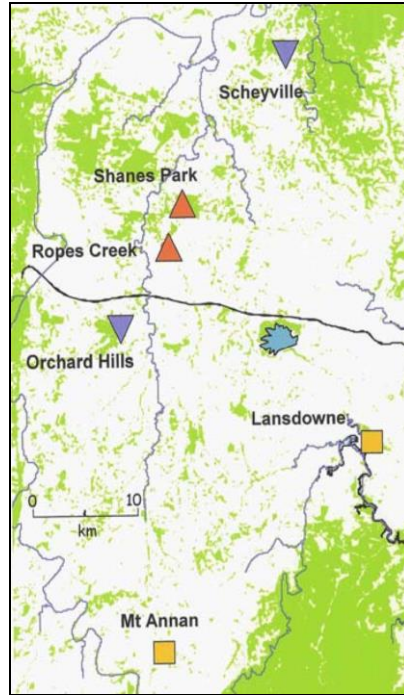 Scheyville
Shanes Park
Ropes Creek
Orchard Hills
Lansdowne
0 10
km
Mt Annan